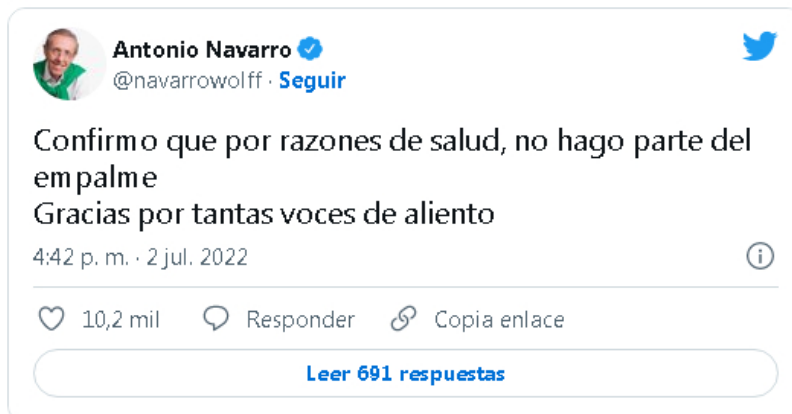 Antonio Navarro
@navarrowolff · Seguir
Confirmo que por razones de salud, no hago parte del
empalme
Gracias por tantas voces de aliento
4:42 p. m. · 2 jul. 2022
10,2 mil Responder Copia enlace
Leer 691 respuestas